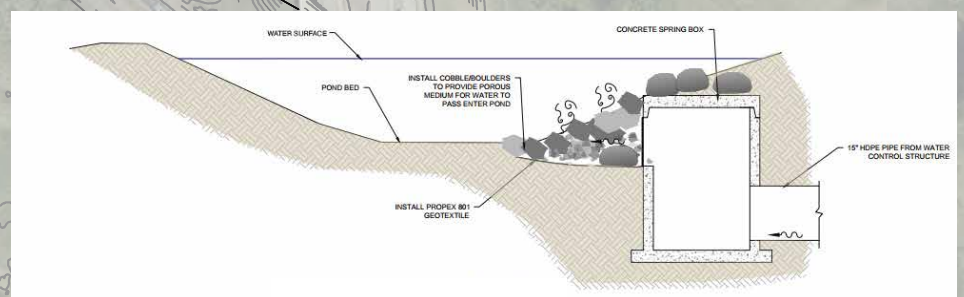 WATER SURFACE
CONCRETE SPRING BOX
INSTALL COBBLE/BOULDERS
TO PROVIDE POROUS
MEDIUM FOR WATER TO
PASS ENTER POND
POND BED
15" HDPE PIPE FROM WATER
CONTROL STRUCTURE
INSTALL PROPEX 801
GEOTEXTILE